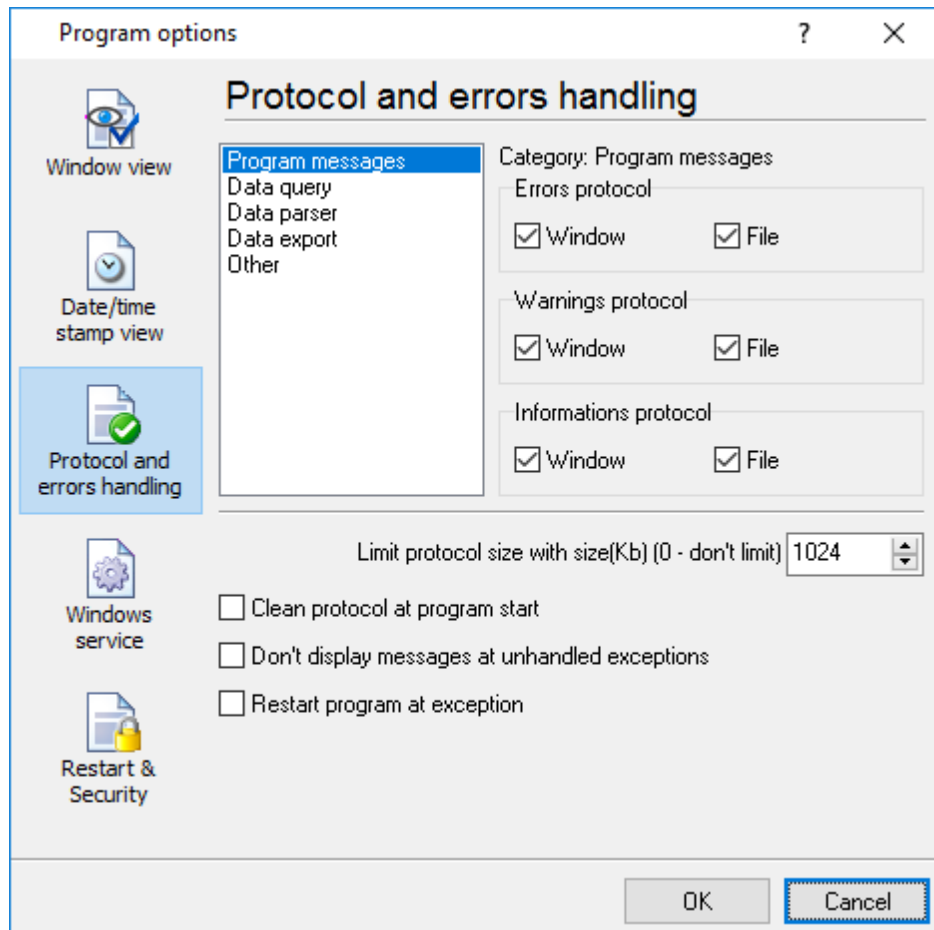 Program options
?
Window view
Date/time
stamp view
Protocol and
errors handling
Windows
service
Restart &
Security
Protocol and errors handling
Program messages
Data query
Data parser
Data export
Other
Category: Program messages
Errors protocol
Window
File
Warnings protocol
Window
File
Informations protocol
Window
File
Limit protocol size with size(Kb) (0 - don't limit) 1024
Clean protocol at program start
Don't display messages at unhandled exceptions
Restart program at exception
OK
Cancel